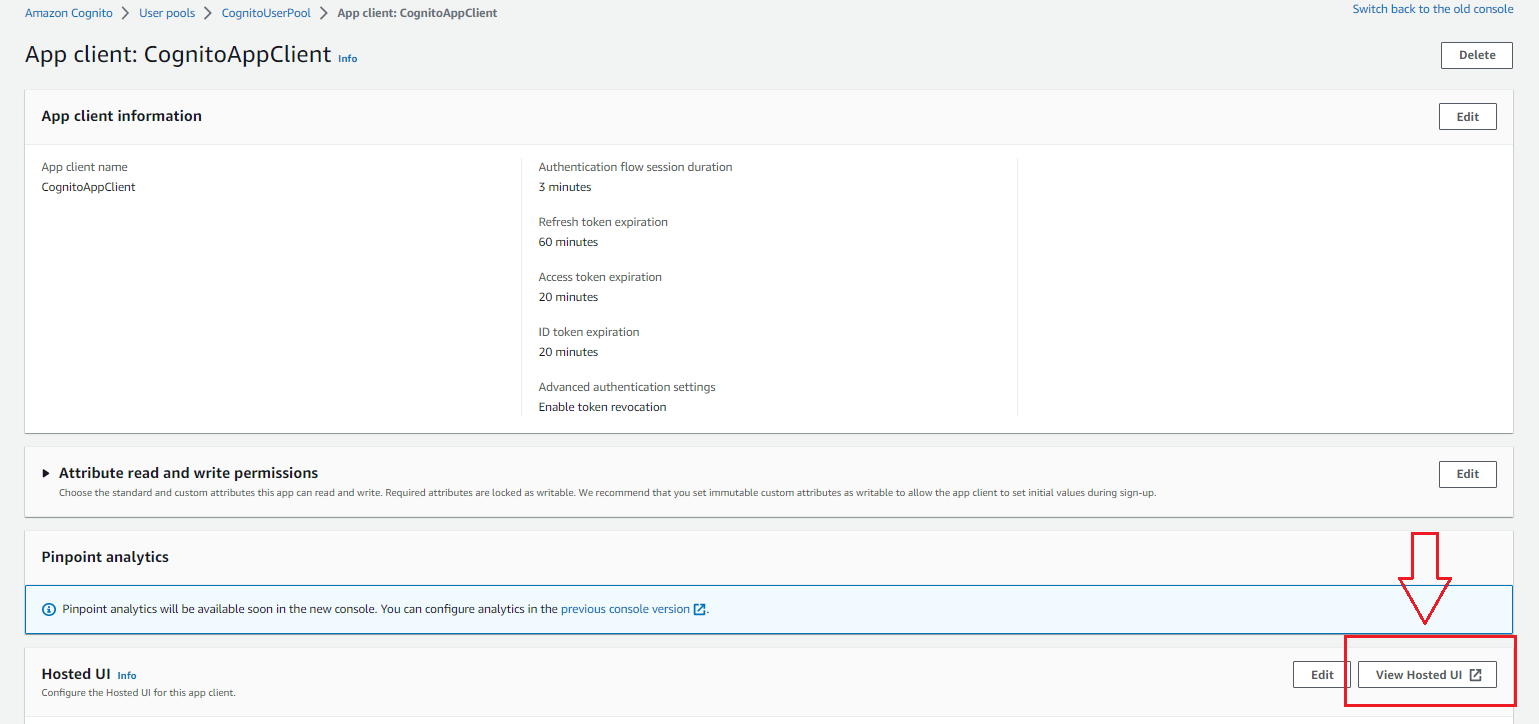 Amazon Cognito > User pools > CognitoUserPool > App client: CognitoAppClient
Switch back to the old console
App client: CognitoAppClient Info
Delete
App client information
Edit
App client name
CognitoAppClient
Authentication flow session duration
3 minutes
Refresh token expiration
60 minutes
Access token expiration
20 minutes
ID token expiration
20 minutes
Advanced authentication settings
Enable token revocation
Attribute read and write permissions
Choose the standard and custom attributes this app can read and write. Required attributes are locked as writable. We recommend that you set immutable custom attributes as writable to allow the app client to set initial values during sign-up.
Edit
Pinpoint analytics
Pinpoint analytics will be available soon in the new console. You can configure analytics in the previous console version.
Hosted UI Info
Configure the Hosted UI for this app client.
Edit
View Hosted UI